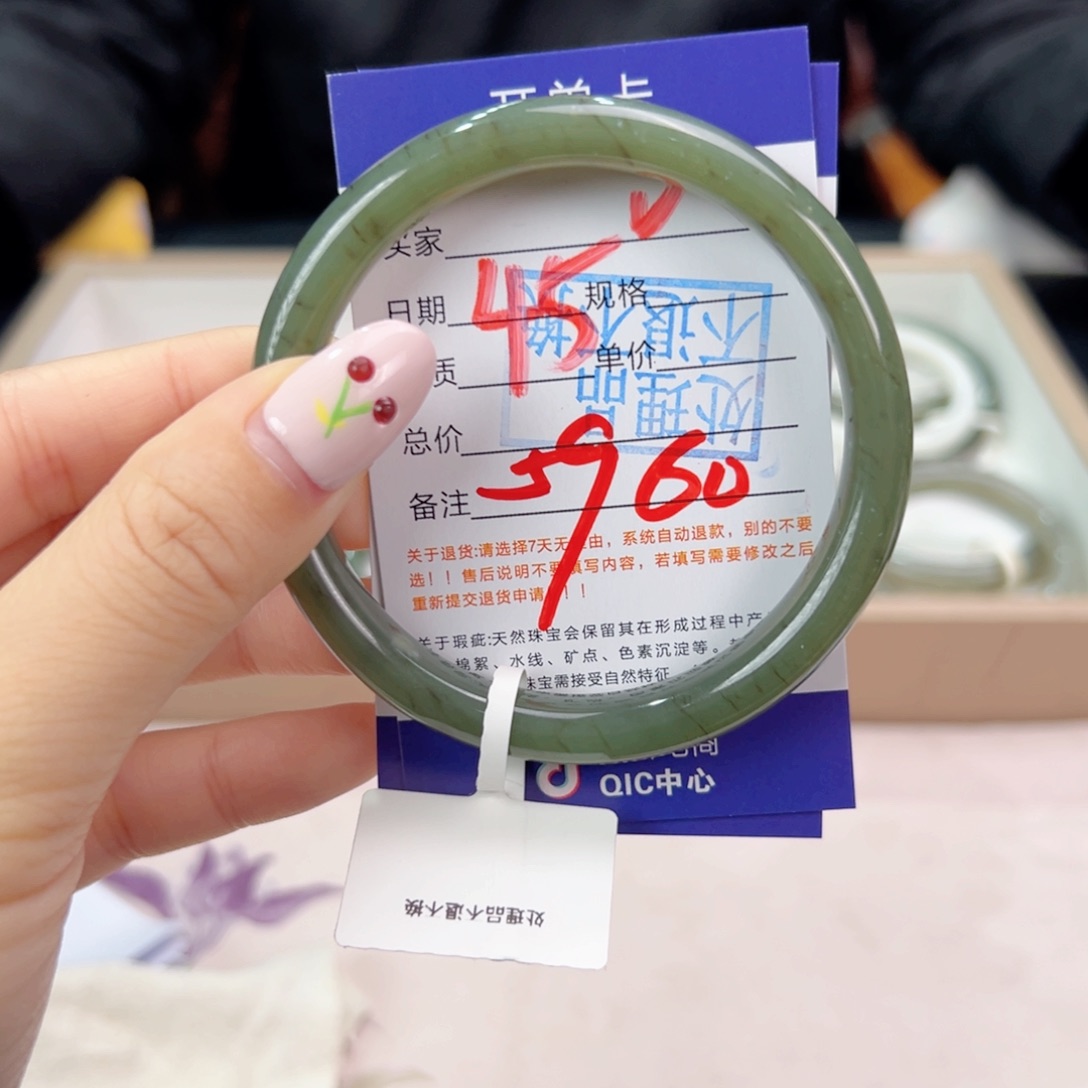 开单卡
买家
日期
45
规格
质
单价
总价
备注
5960
处理品
不退不换
关于退货:请选择7天无 由，系统自动退款，别的不要
选！！售后说明不要填写内容，若填写需要修改之后
重新提交退货申请！！
关于瑕疵:天然珠宝会保留其在形成过程中产
棉絮、水线、矿点、色素沉淀等。
珠宝需接受自然特征
电商
QIC中心
处理品不退不换